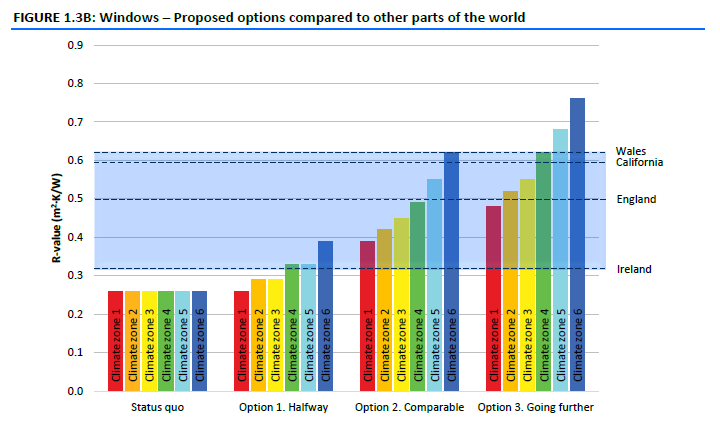 FIGURE 1.3B: Windows – Proposed options compared to other parts of the world
0.9
0.8
0.7
0.6
0.5
0.4
0.3
0.2
0.1
0.0
R-value (m²·K/W)
Wales
California
England
Ireland
Climate zone 1
Climate zone 2
Climate zone 3
Climate zone 4
Climate zone 5
Climate zone 6
Climate zone 1
Climate zone 2
Climate zone 3
Climate zone 4
Climate zone 5
Climate zone 6
Climate zone 1
Climate zone 2
Climate zone 3
Climate zone 4
Climate zone 5
Climate zone 6
Climate zone 1
Climate zone 2
Climate zone 3
Climate zone 4
Climate zone 5
Climate zone 6
Status quo
Option 1. Halfway
Option 2. Comparable
Option 3. Going further